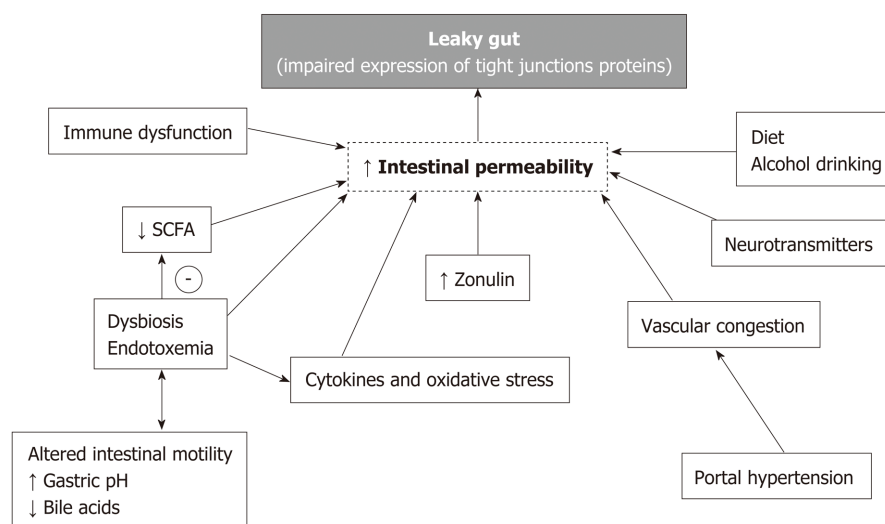 Leaky gut
(impaired expression of tight junctions proteins)
Immune dysfunction
Diet
Alcohol drinking
↑ Intestinal permeability
↓ SCFA
Neurotransmitters
-
↑ Zonulin
Dysbiosis
Endotoxemia
Vascular congestion
Cytokines and oxidative stress
Altered intestinal motility
↑ Gastric pH
↓ Bile acids
Portal hypertension